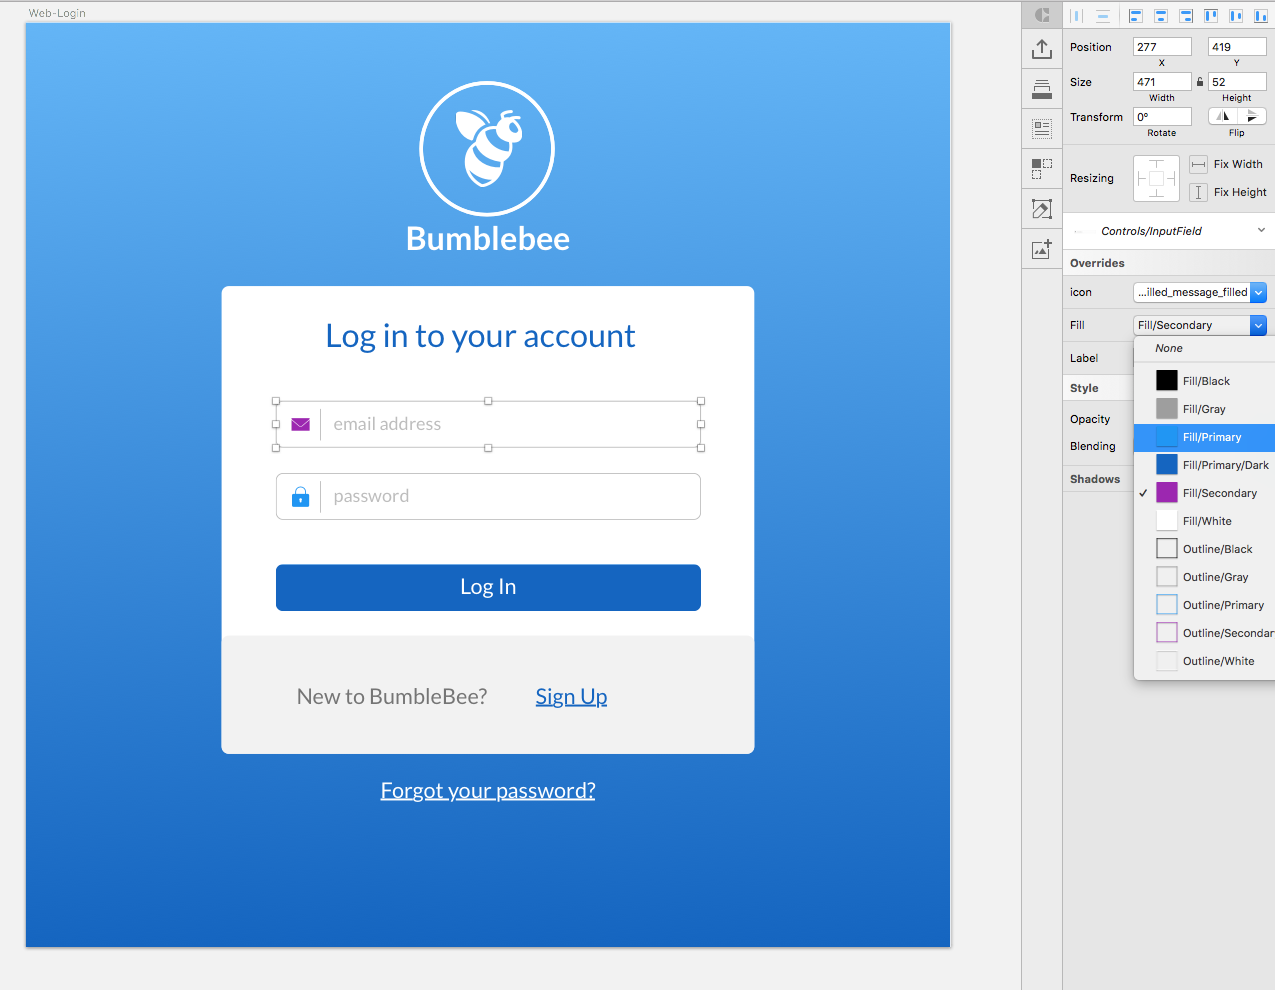 Web-Login
Bumblebee
Log in to your account
email address
password
Log In
New to BumbleBee? Sign Up
Forgot your password?
Position 277 419
X Y
Size 471 52
Width Height
Transform 0°
Rotate Flip
Resizing Fix Width
Fix Height
Controls/InputField
Overrides
icon ...illed_message_filled
Fill Fill/Secondary
None
Label
Fill/Black
Style
Fill/Gray
Opacity
Fill/Primary
Blending
Fill/Primary/Dark
Shadows
✓ Fill/Secondary
Fill/White
Outline/Black
Outline/Gray
Outline/Primary
Outline/Secondar
Outline/White